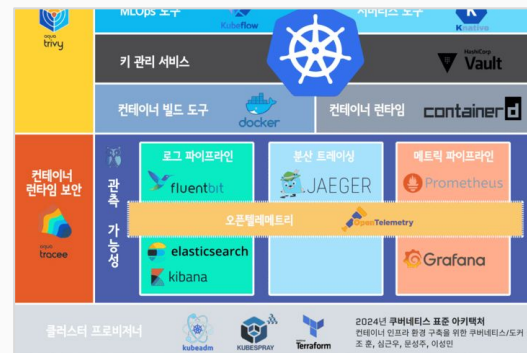 MLOps 도구
Kubeflow
서버리스 도구
Knative
aqua
trivy
키 관리 서비스
HashiCorp
Vault
컨테이너 빌드 도구
docker
컨테이너 런타임
containerd
컨테이너
런타임 보안
aqua
tracee
관측 가능성
로그 파이프라인
fluentbit
분산 트레이싱
JAEGER
메트릭 파이프라인
Prometheus
오픈텔레메트리
OpenTelemetry
elasticsearch
kibana
Grafana
클러스터 프로비저너
kubeadm
KUBESPRAY
Terraform
2024년 쿠버네티스 표준 아키텍처
컨테이너 인프라 환경 구축을 위한 쿠버네티스/도커
조 훈, 심근우, 문성주, 이성민